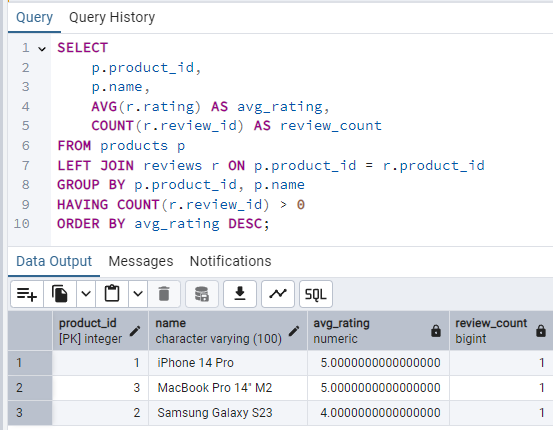 Query Query History
1 SELECT
2 p.product_id,
3 p.name,
4 AVG(r.rating) AS avg_rating,
5 COUNT(r.review_id) AS review_count
6 FROM products p
7 LEFT JOIN reviews r ON p.product_id = r.product_id
8 GROUP BY p.product_id, p.name
9 HAVING COUNT(r.review_id) > 0
10 ORDER BY avg_rating DESC;
Data Output Messages Notifications
SQL
product_id name avg_rating review_count
[PK] integer character varying (100) numeric bigint
1 1 iPhone 14 Pro 5.0000000000000000 1
2 3 MacBook Pro 14" M2 5.0000000000000000 1
3 2 Samsung Galaxy S23 4.0000000000000000 1